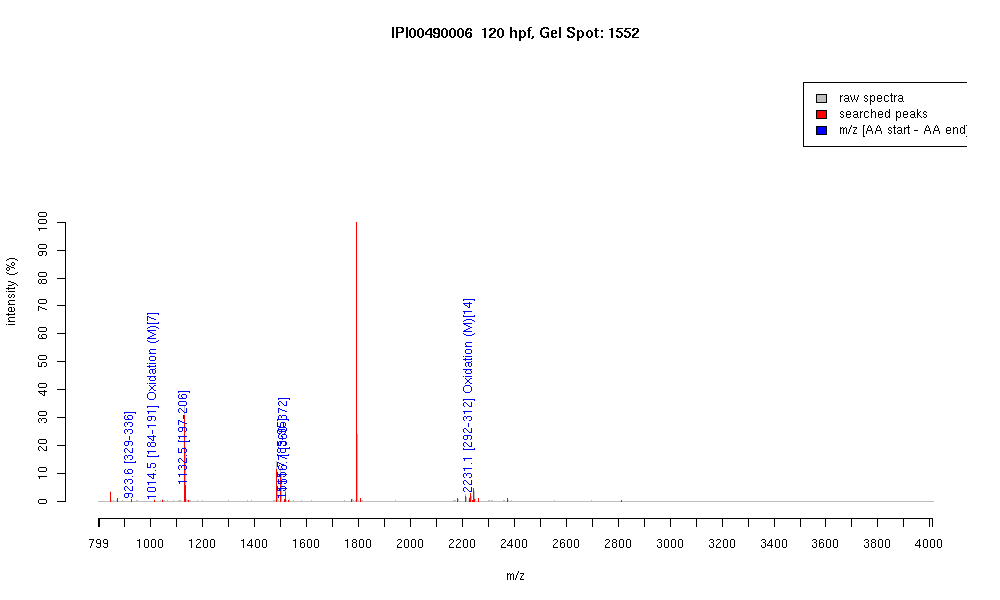 IPI00490006 120 hpf, Gel Spot: 1552
raw spectra
searched peaks
m/z [AA start - AA end]
intensity (%)
100
90
80
70
60
50
40
30
20
10
0
923.6 [329-336]
1014.5 [184-191] Oxidation (M)[7]
1132.5 [197-206]
2231.1 [292-312] Oxidation (M)[14]
799 1000 1200 1400 1600 1800 2000 2200 2400 2600 2800 3000 3200 3400 3600 3800 4000
m/z